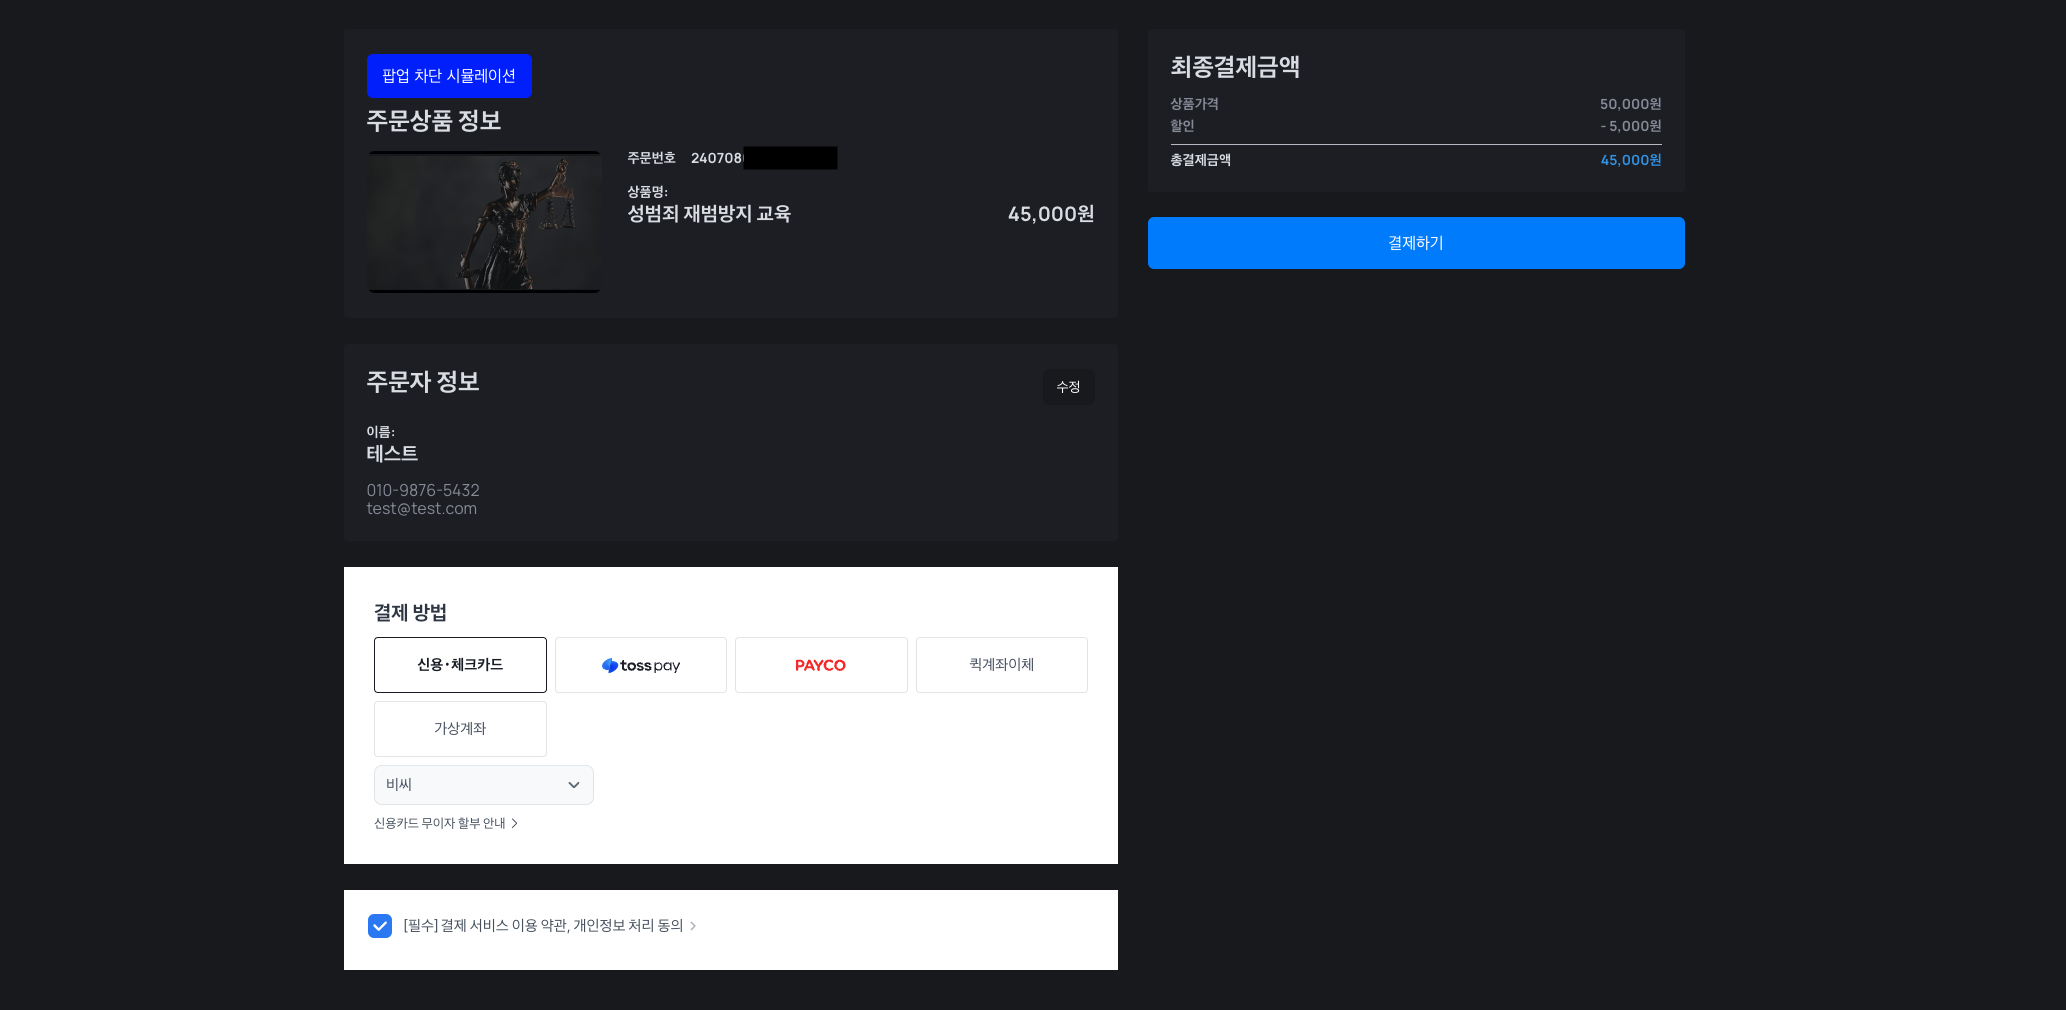 팝업 차단 시뮬레이션
주문상품 정보
주문번호 240708
상품명:
성범죄 재범방지 교육 45,000원
주문자 정보
수정
이름:
테스트
010-9876-5432
test@test.com
결제 방법
신용·체크카드
toss pay
PAYCO
퀵계좌이체
가상계좌
비씨
신용카드 무이자 할부 안내 >
[필수] 결제 서비스 이용 약관, 개인정보 처리 동의 >
최종결제금액
상품가격 50,000원
할인 - 5,000원
총결제금액 45,000원
결제하기